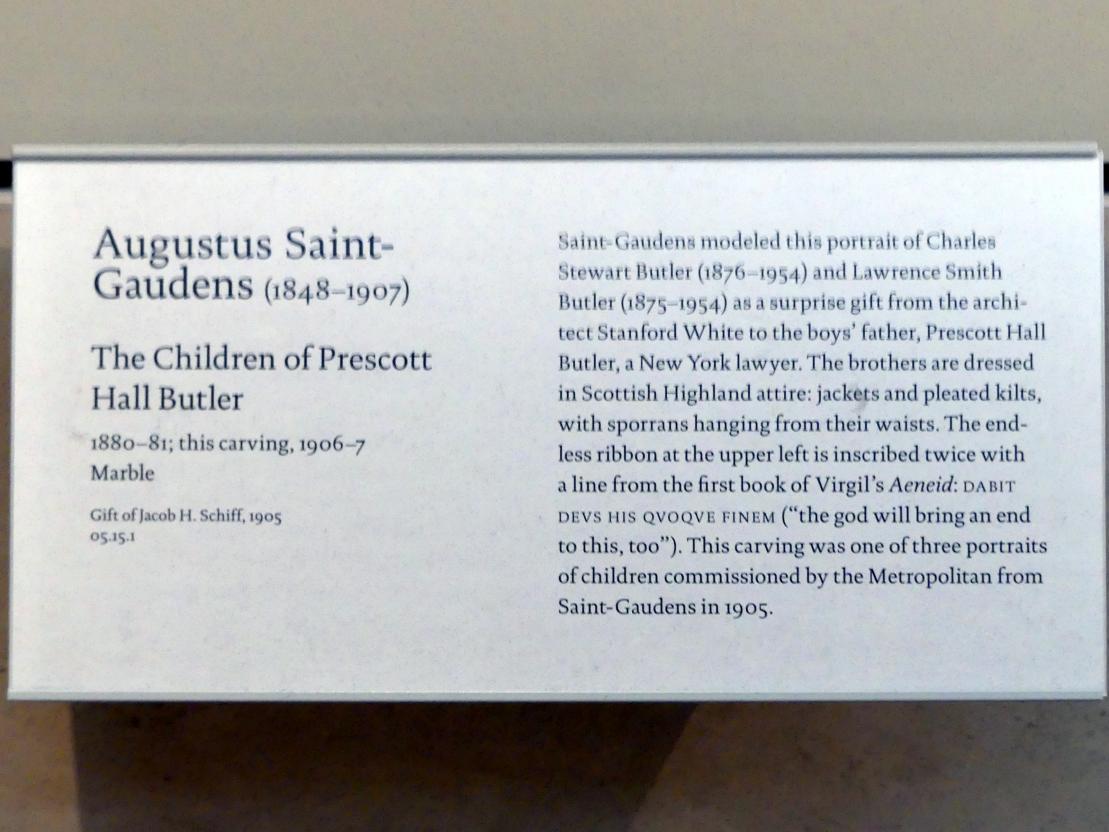 Augustus Saint-
Gaudens (1848–1907)
The Children of Prescott
Hall Butler
1880–81; this carving, 1906–7
Marble
Gift of Jacob H. Schiff, 1905
05.15.1
Saint-Gaudens modeled this portrait of Charles
Stewart Butler (1876–1954) and Lawrence Smith
Butler (1875–1954) as a surprise gift from the archi-
tect Stanford White to the boys’ father, Prescott Hall
Butler, a New York lawyer. The brothers are dressed
in Scottish Highland attire: jackets and pleated kilts,
with sporrans hanging from their waists. The end-
less ribbon at the upper left is inscribed twice with
a line from the first book of Virgil’s Aeneid: DABIT
DEVS HIS QVOQVE FINEM (“the god will bring an end
to this, too”). This carving was one of three portraits
of children commissioned by the Metropolitan from
Saint-Gaudens in 1905.